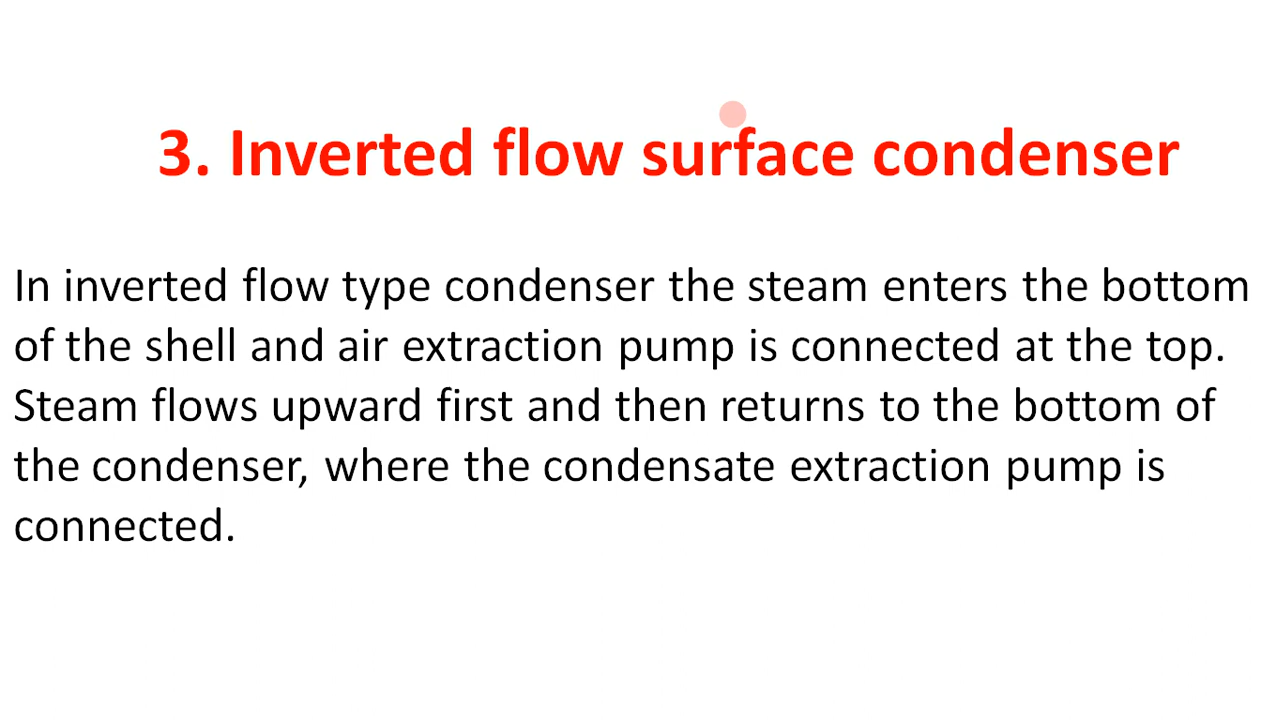 3. Inverted flow surface condenser
In inverted flow type condenser the steam enters the bottom
of the shell and air extraction pump is connected at the top.
Steam flows upward first and then returns to the bottom of
the condenser, where the condensate extraction pump is
connected.